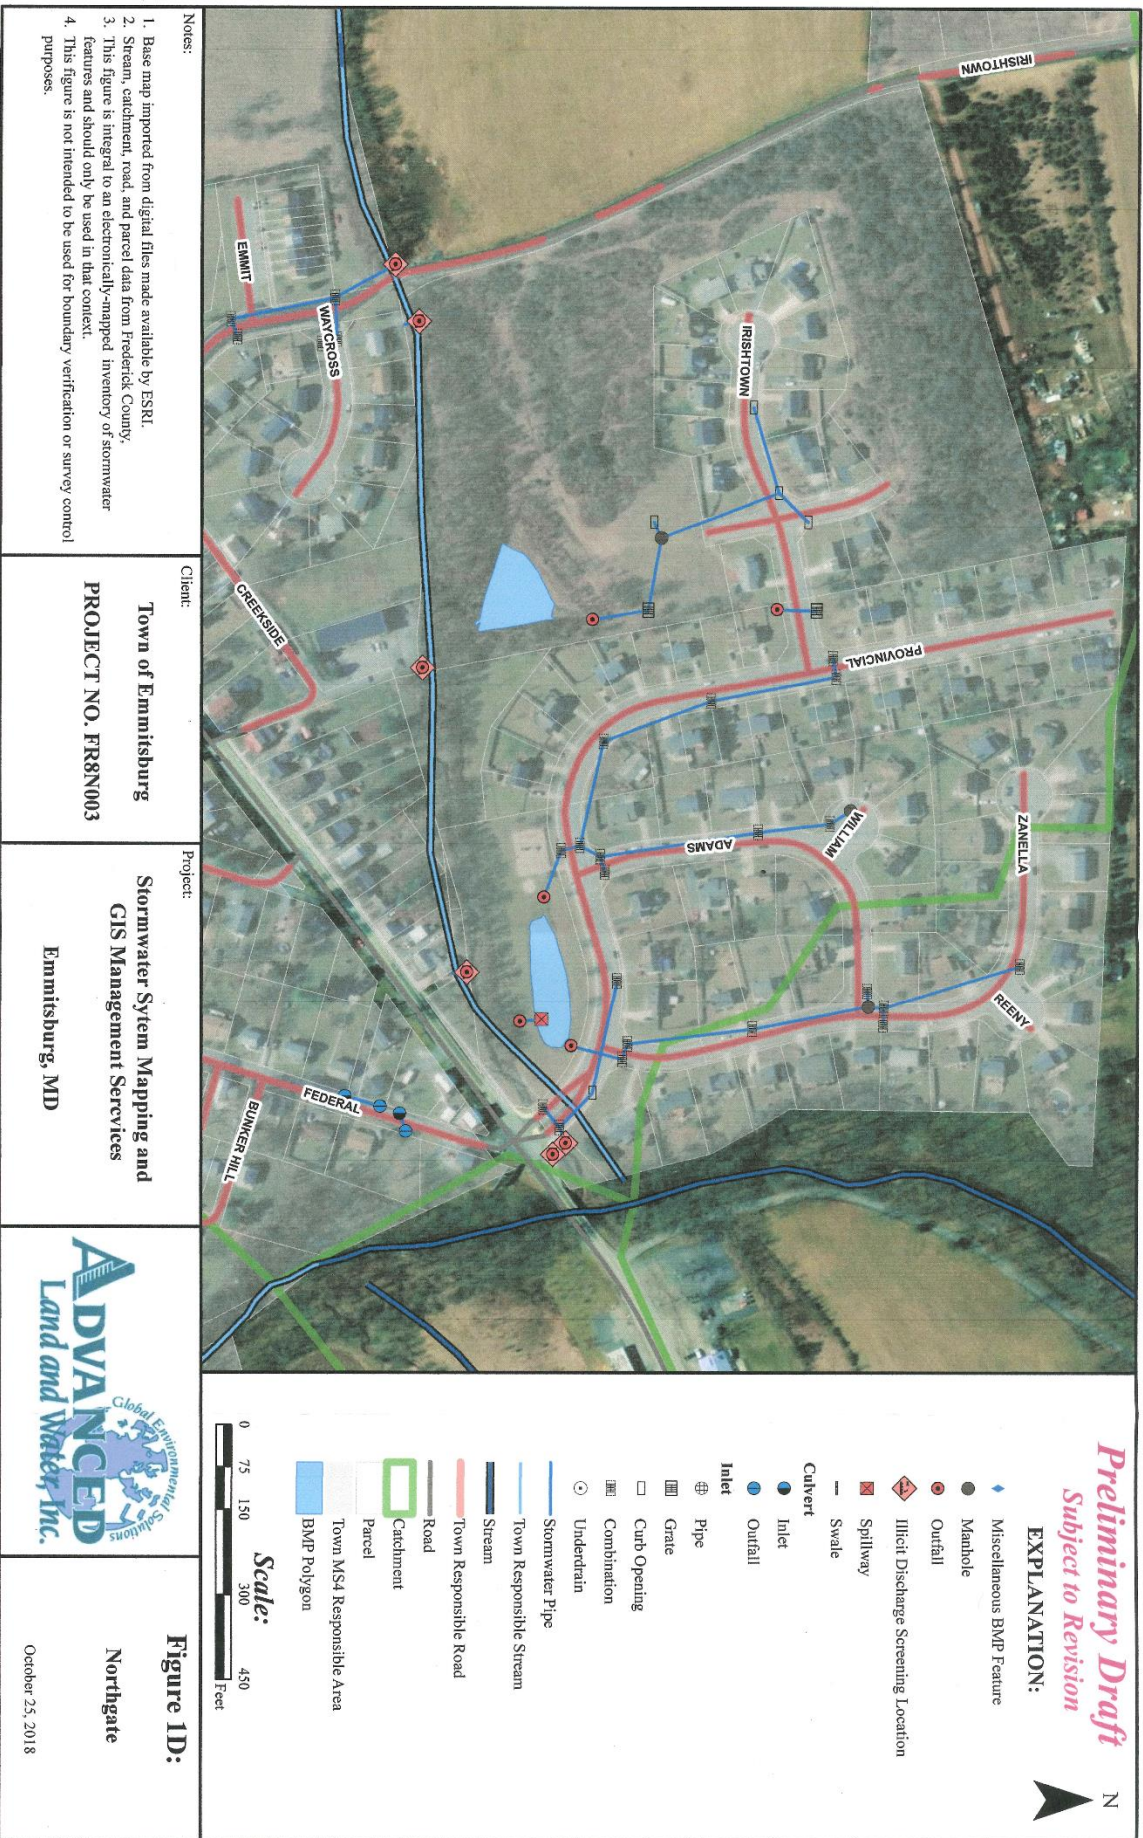 Preliminary Draft
Subject to Revision
N
EXPLANATION:
Miscellaneous BMP Feature
Manhole
Outfall
Illicit Discharge Screening Location
Spillway
Swale
Culvert
Inlet
Outfall
Inlet
Pipe
Grate
Curb Opening
Combination
Underdrain
Stormwater Pipe
Town Responsible Stream
Stream
Town Responsible Road
Road
Catchment
Parcel
Town MS4 Responsible Area
BMP Polygon
Scale:
0 75 150 300 450
Feet
IRISHTOWN
IRISHTOWN
PROVINCIAL
ZANELLA
WILLIAM
ADAMS
REENY
EMMIT
WAYCROSS
CREEKSIDE
FEDERAL
BUNKER HILL
Notes:
1. Base map imported from digital files made available by ESRI.
2. Stream, catchment, road, and parcel data from Frederick County,
3. This figure is integral to an electronically-mapped inventory of stormwater
features and should only be used in that context.
4. This figure is not intended to be used for boundary verification or survey control
purposes.
Client:
Town of Emmitsburg
PROJECT NO. FR8N003
Project:
Stormwater Sytem Mapping and
GIS Management Sercvices
Emmitsburg, MD
Global Environmental Solutions
ADVANCED
Land and Water, Inc.
Figure 1D:
Northgate
October 25, 2018